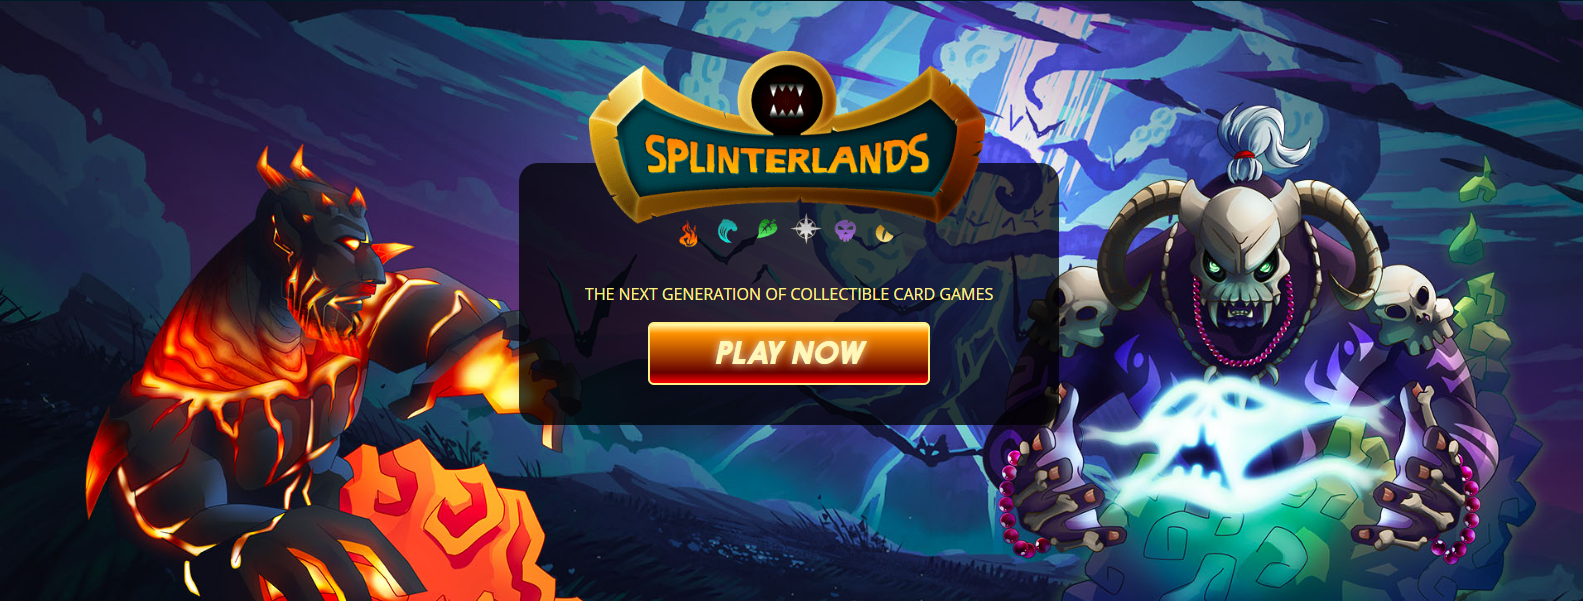 SPLINTERLANDS
THE NEXT GENERATION OF COLLECTIBLE CARD GAMES
PLAY NOW